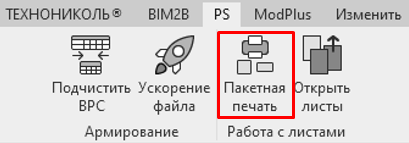 ТЕХНОНИКОЛЬ® BIM2B PS ModPlus Изменить
Подчистить ВРС
Ускорение файла
Пакетная печать
Открыть листы
Армирование Работа с листами